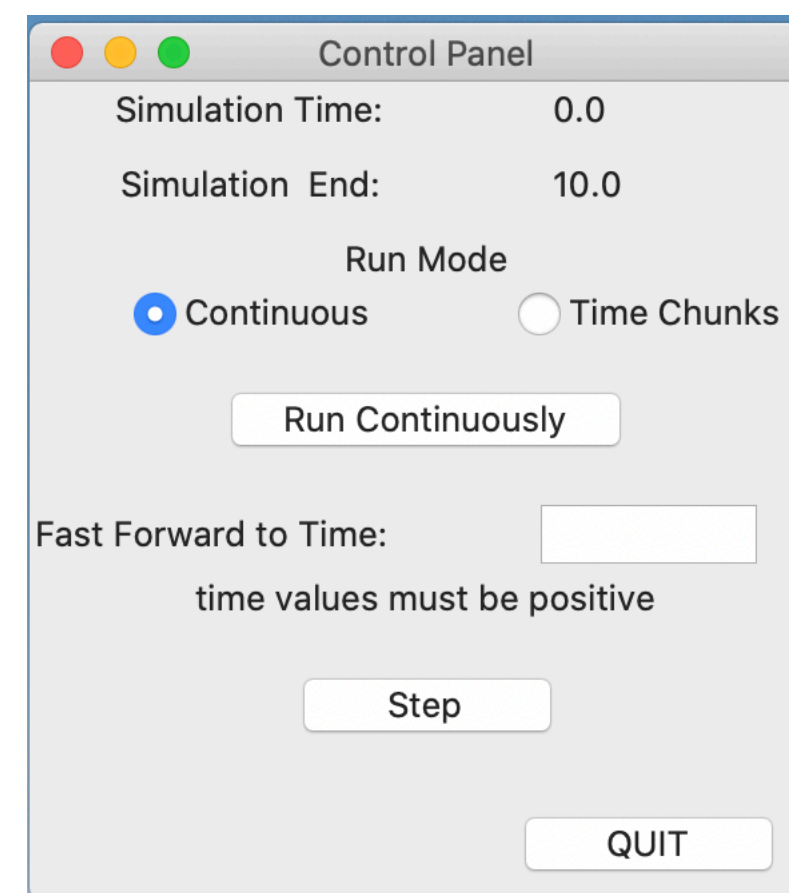 Control Panel
Simulation Time: 0.0
Simulation End: 10.0
Run Mode
Continuous Time Chunks
Run Continuously
Fast Forward to Time:
time values must be positive
Step
QUIT